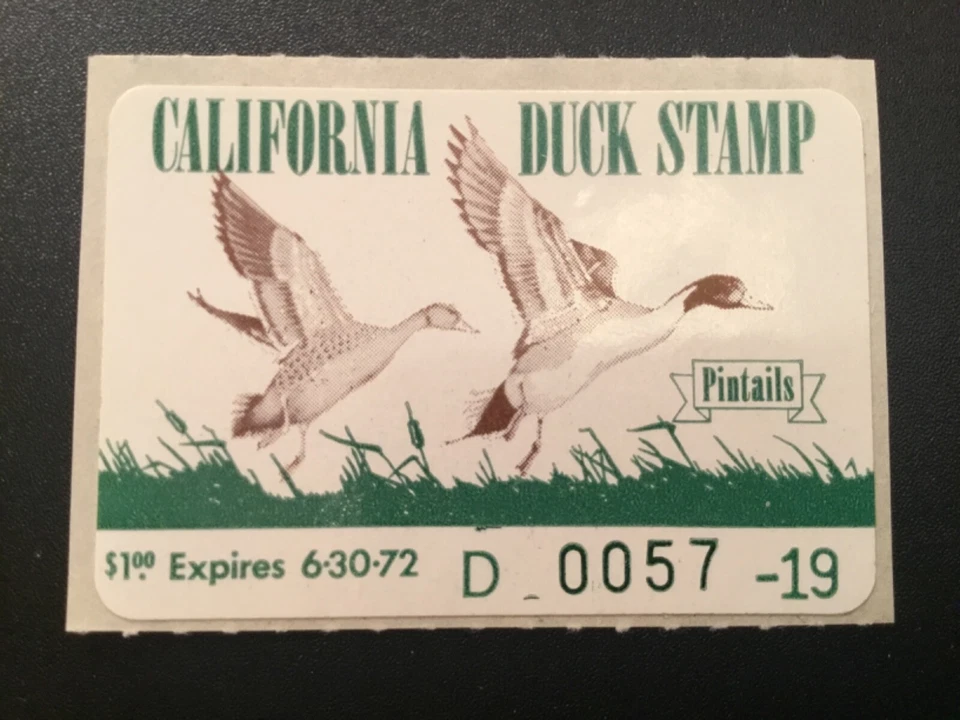 CALIFORNIA DUCK STAMP
Pintails
$1.00 Expires 6-30-72 D 0057 -19